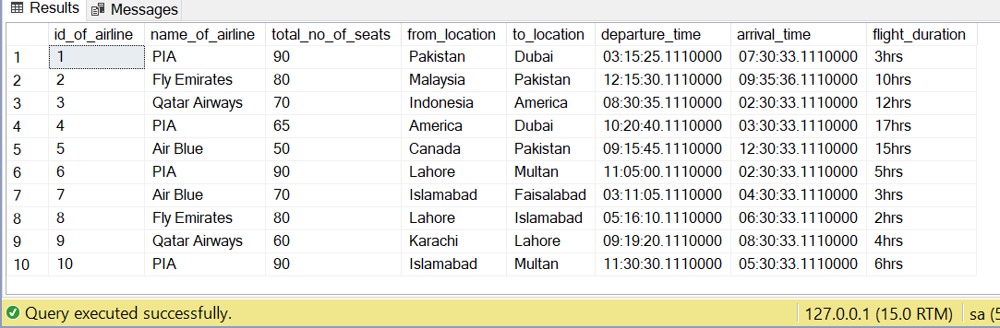 Results Messages
id_of_airline name_of_airline total_no_of_seats from_location to_location departure_time arrival_time flight_duration
1 1 PIA 90 Pakistan Dubai 03:15:25.1110000 07:30:33.1110000 3hrs
2 2 Fly Emirates 80 Malaysia Pakistan 12:15:30.1110000 09:35:36.1110000 10hrs
3 3 Qatar Airways 70 Indonesia America 08:30:35.1110000 02:30:33.1110000 12hrs
4 4 PIA 65 America Dubai 10:20:40.1110000 03:30:33.1110000 17hrs
5 5 Air Blue 50 Canada Pakistan 09:15:45.1110000 12:30:33.1110000 15hrs
6 6 PIA 90 Lahore Multan 11:05:00.1110000 02:30:33.1110000 5hrs
7 7 Air Blue 70 Islamabad Faisalabad 03:11:05.1110000 04:30:33.1110000 3hrs
8 8 Fly Emirates 80 Lahore Islamabad 05:16:10.1110000 06:30:33.1110000 2hrs
9 9 Qatar Airways 60 Karachi Lahore 09:19:20.1110000 08:30:33.1110000 4hrs
10 10 PIA 90 Islamabad Multan 11:30:30.1110000 05:30:33.1110000 6hrs
Query executed successfully. 127.0.0.1 (15.0 RTM) sa (5